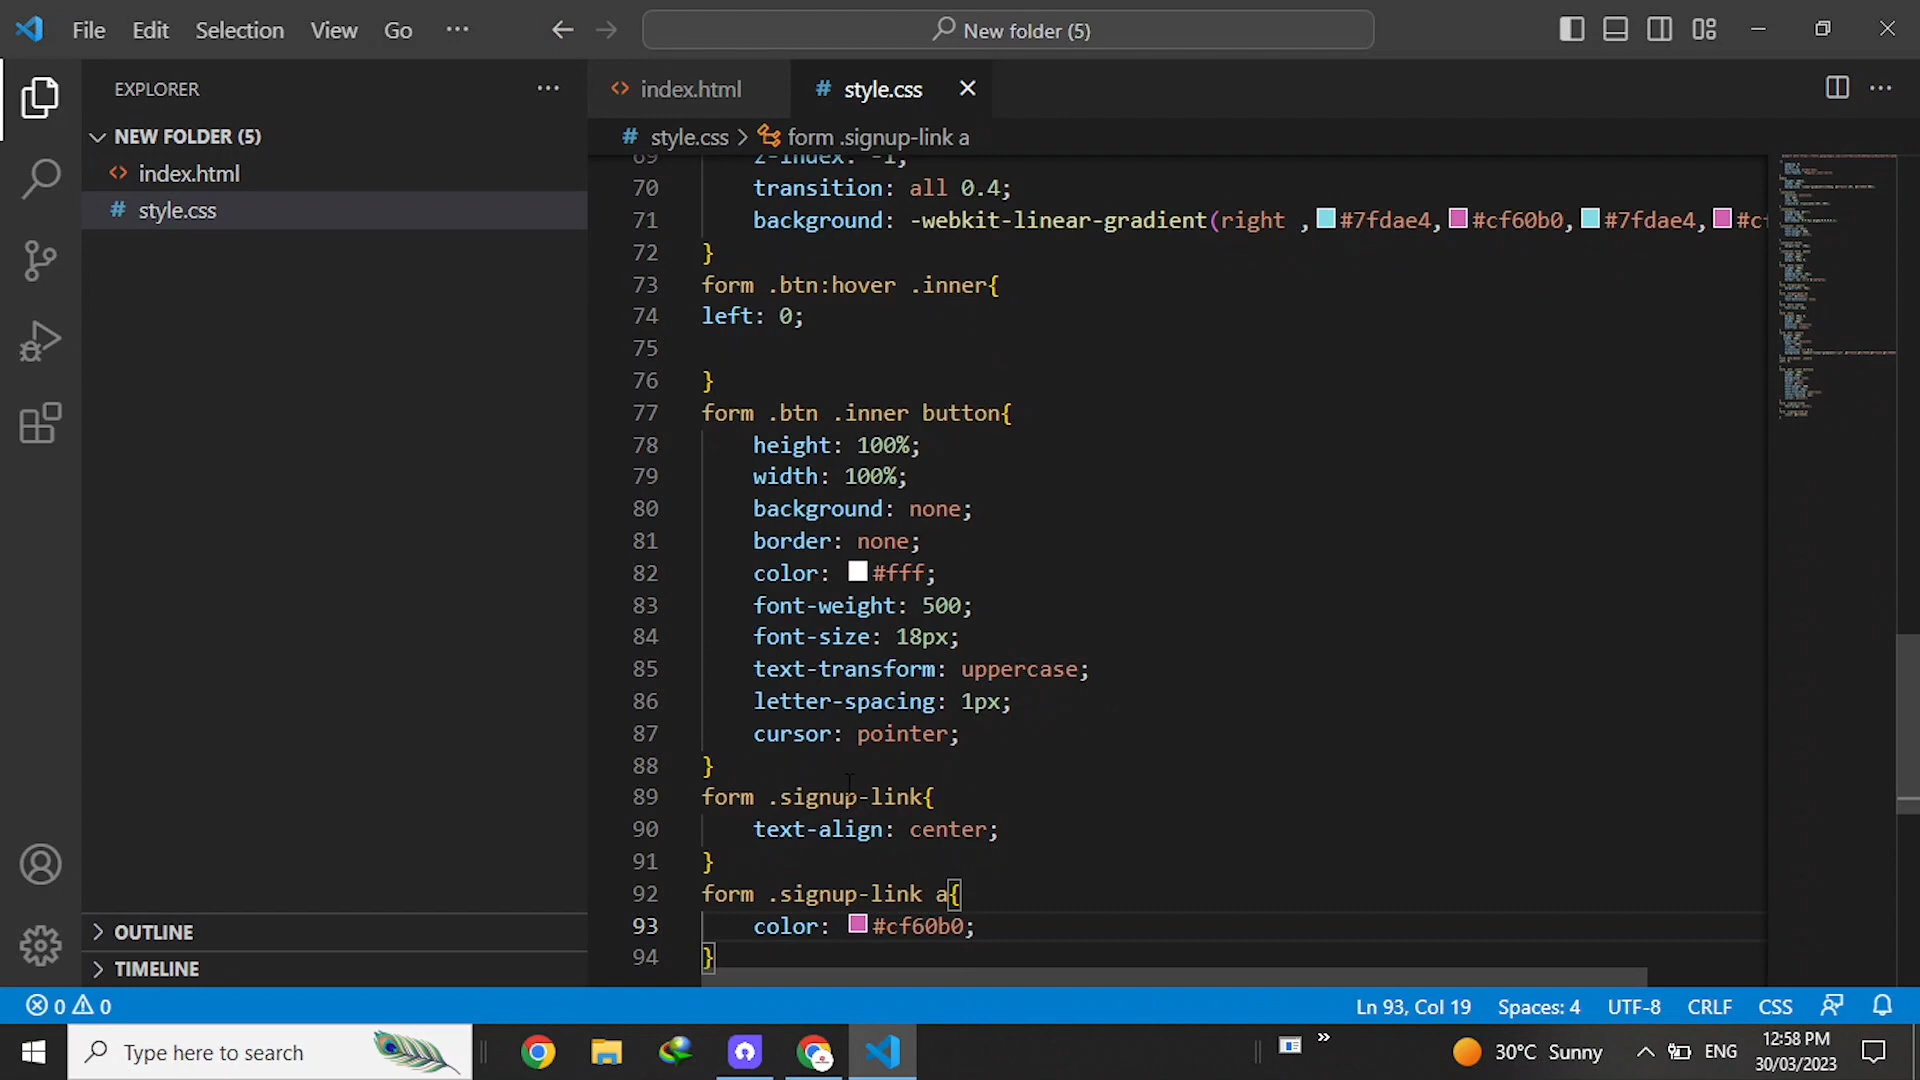 File Edit Selection View Go ··· New folder (5)
EXPLORER ···
index.html
style.css
NEW FOLDER (5)
index.html
style.css
style.css > form .signup-link a
69 z-index: -1;
70 transition: all 0.4;
71 background: -webkit-linear-gradient(right ,#7fdae4,#cf60b0,#7fdae4,#cf
72 }
73 form .btn:hover .inner{
74 left: 0;
75
76 }
77 form .btn .inner button{
78 height: 100%;
79 width: 100%;
80 background: none;
81 border: none;
82 color: #fff;
83 font-weight: 500;
84 font-size: 18px;
85 text-transform: uppercase;
86 letter-spacing: 1px;
87 cursor: pointer;
88 }
89 form .signup-link{
90 text-align: center;
91 }
92 form .signup-link a{
93 color: #cf60b0;
94 }
OUTLINE
TIMELINE
0 0 Ln 93, Col 19 Spaces: 4 UTF-8 CRLF CSS
Type here to search
30°C Sunny
ENG
12:58 PM
30/03/2023